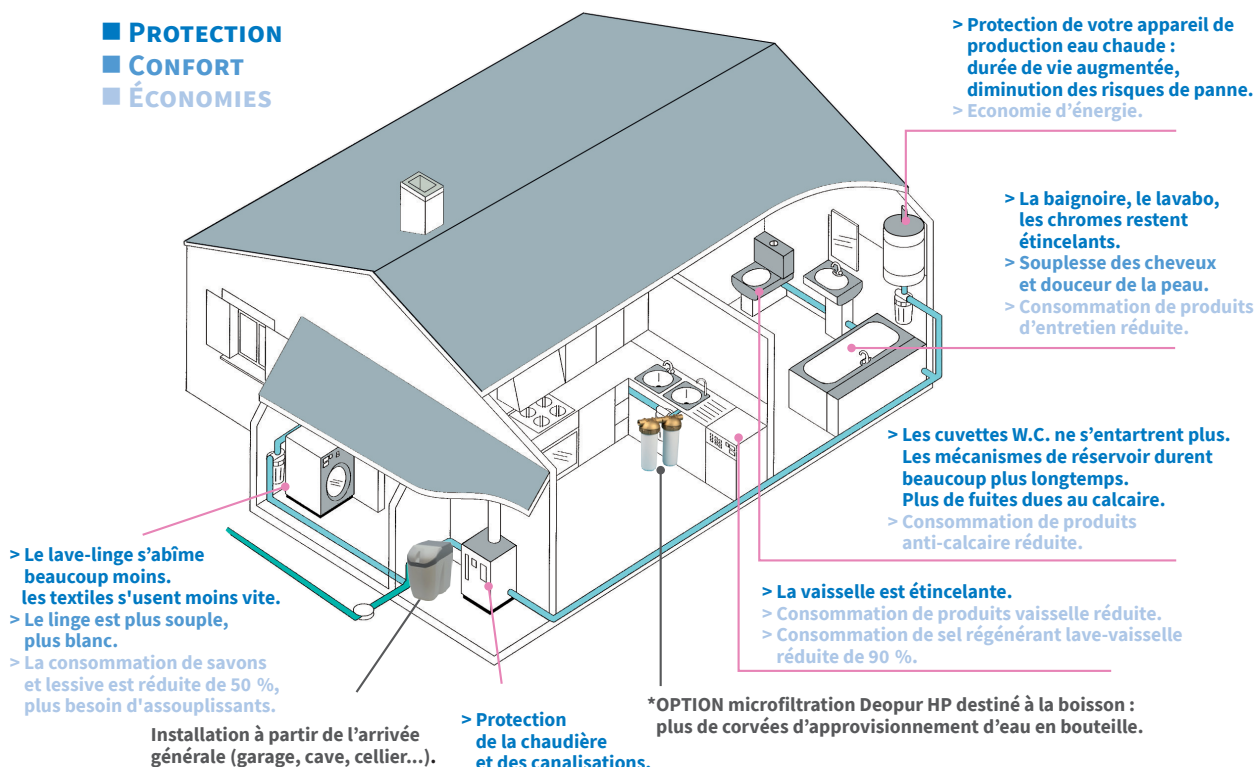 PROTECTION
CONFORT
ÉCONOMIES
> Protection de votre appareil de
production eau chaude :
durée de vie augmentée,
diminution des risques de panne.
> Economie d’énergie.
> La baignoire, le lavabo,
les chromes restent
étincelants.
> Souplesse des cheveux
et douceur de la peau.
> Consommation de produits
d’entretien réduite.
> Les cuvettes W.C. ne s’entartrent plus.
Les mécanismes de réservoir durent
beaucoup plus longtemps.
Plus de fuites dues au calcaire.
> Consommation de produits
anti-calcaire réduite.
> La vaisselle est étincelante.
> Consommation de produits vaisselle réduite.
> Consommation de sel régénérant lave-vaisselle
réduite de 90 %.
*OPTION microfiltration Deopur HP destiné à la boisson :
plus de corvées d’approvisionnement d’eau en bouteille.
> Le lave-linge s’abîme
beaucoup moins.
les textiles s'usent moins vite.
> Le linge est plus souple,
plus blanc.
> La consommation de savons
et lessive est réduite de 50 %,
plus besoin d'assouplissants.
Installation à partir de l’arrivée
générale (garage, cave, cellier...).
> Protection
de la chaudière
et des canalisations.